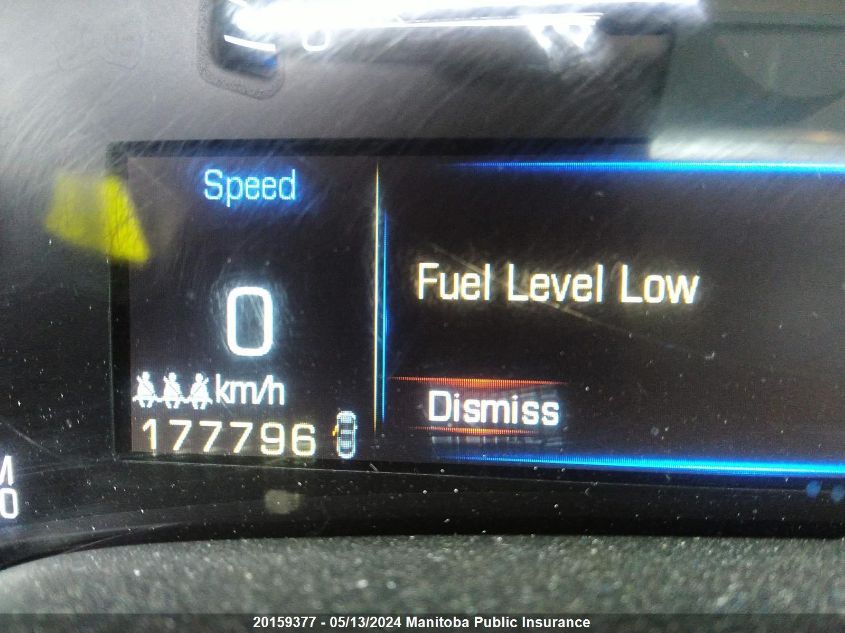 Speed
0
km/h
177796
Fuel Level Low
Dismiss
20159377 - 05/13/2024 Manitoba Public Insurance